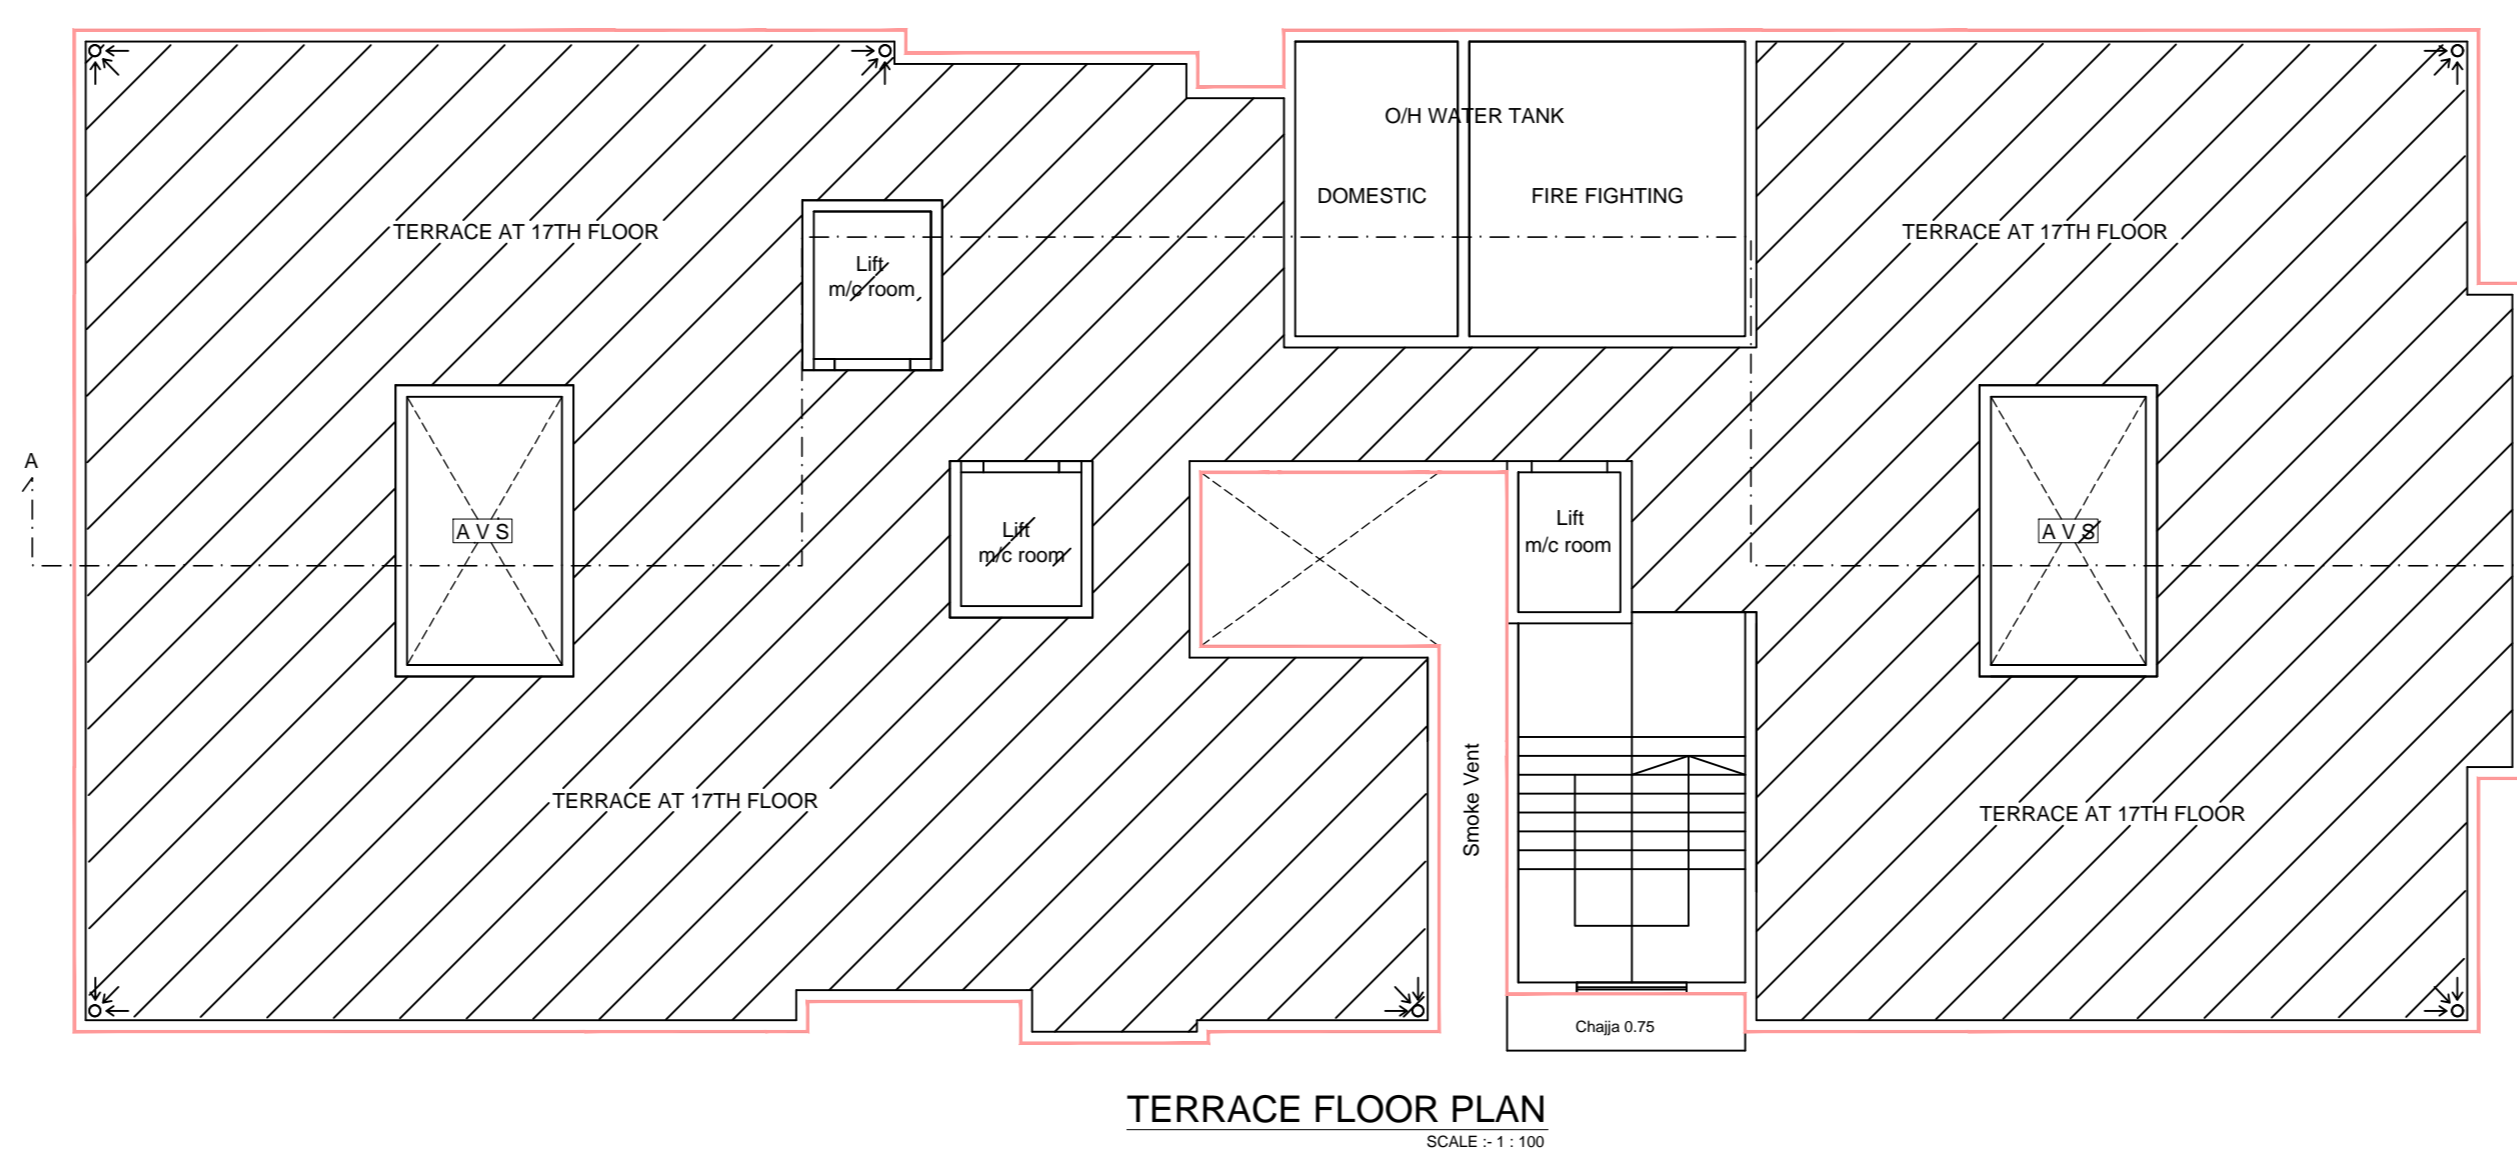 O/H WATER TANK
DOMESTIC
FIRE FIGHTING
TERRACE AT 17TH FLOOR
TERRACE AT 17TH FLOOR
Lift
m/c room
A
A V S
Lift
m/c room
Lift
m/c room
A V S
Smoke Vent
TERRACE AT 17TH FLOOR
TERRACE AT 17TH FLOOR
Chajja 0.75
TERRACE FLOOR PLAN
SCALE :- 1 : 100